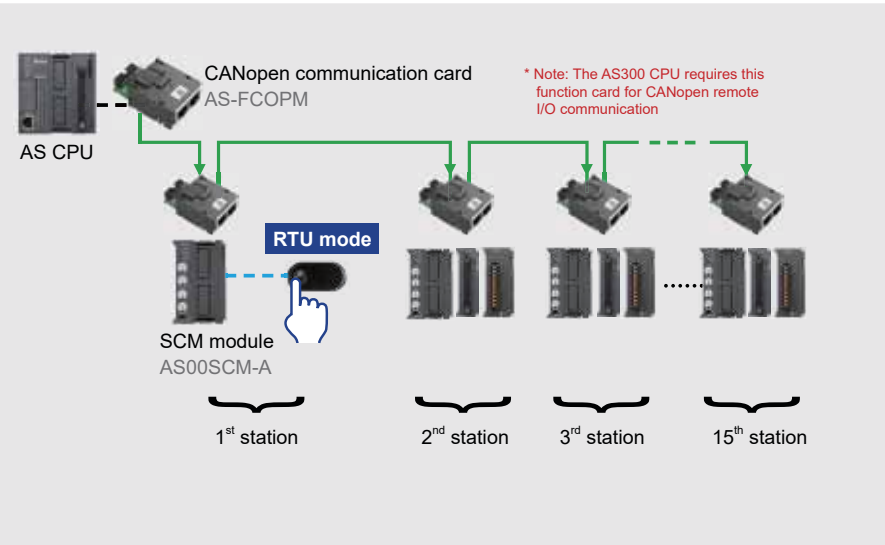 CANopen communication card
AS-FCOPM
* Note: The AS300 CPU requires this
function card for CANopen remote
I/O communication
AS CPU
RTU mode
SCM module
AS00SCM-A
1st station
2nd station
3rd station
15th station